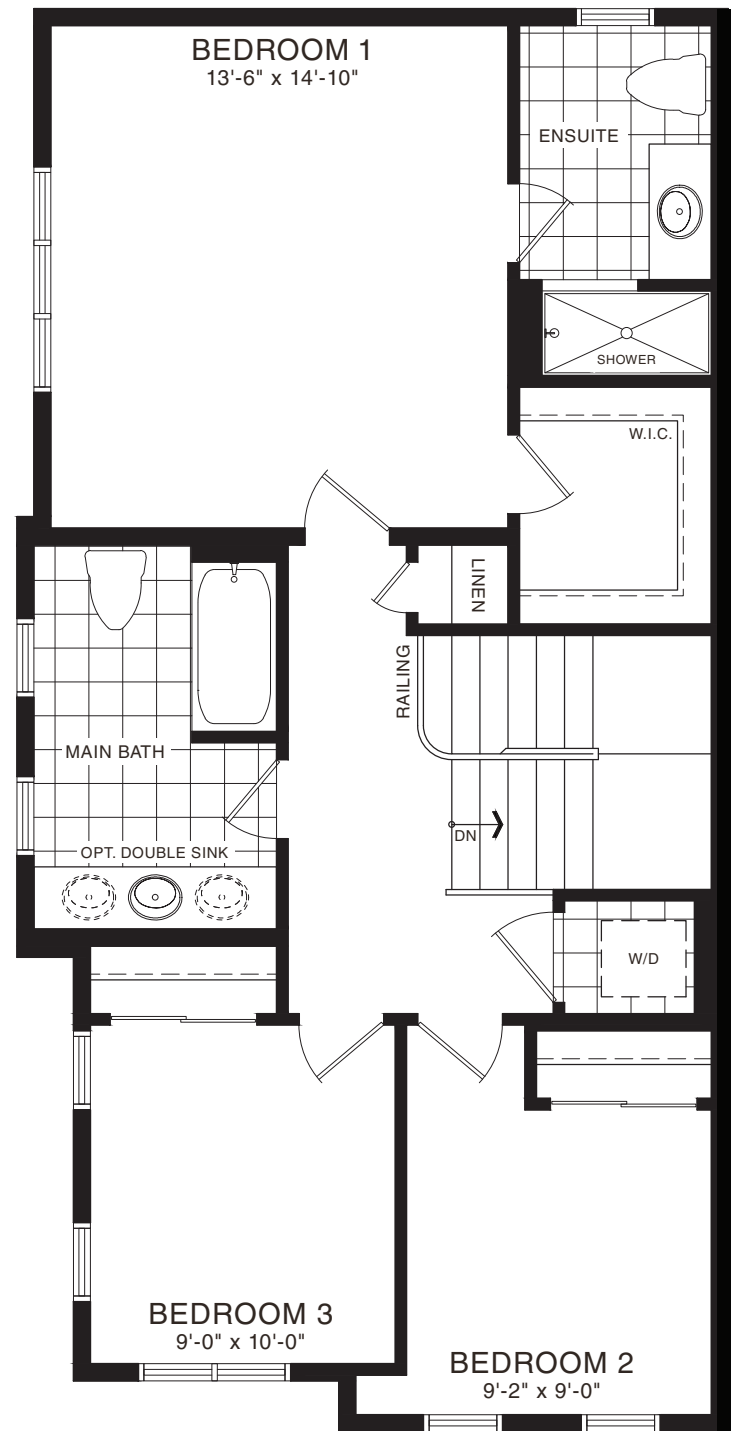 BEDROOM 1
13'-6" x 14'-10"
ENSUITE
SHOWER
W.I.C.
LINEN
RAILING
MAIN BATH
DN
OPT. DOUBLE SINK
W/D
BEDROOM 3
9'-0" x 10'-0"
BEDROOM 2
9'-2" x 9'-0"